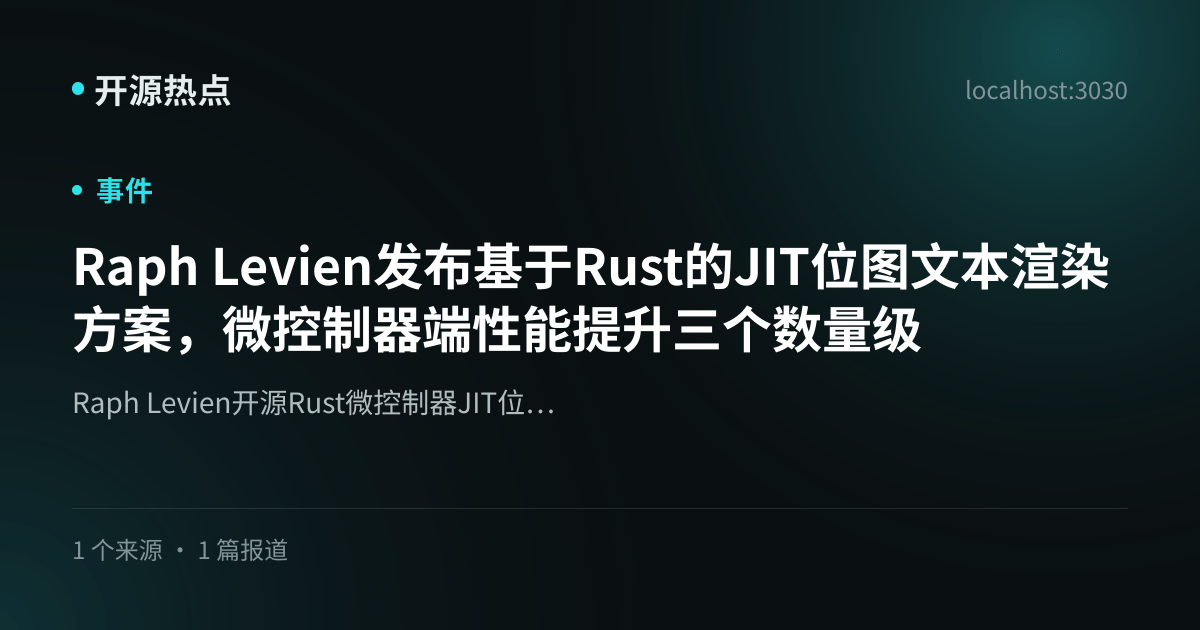 开源热点
localhost:3030
事件
Raph Levien发布基于Rust的JIT位图文本渲染
方案，微控制器端性能提升三个数量级
Raph Levien开源Rust微控制器JIT位…
1 个来源 · 1 篇报道